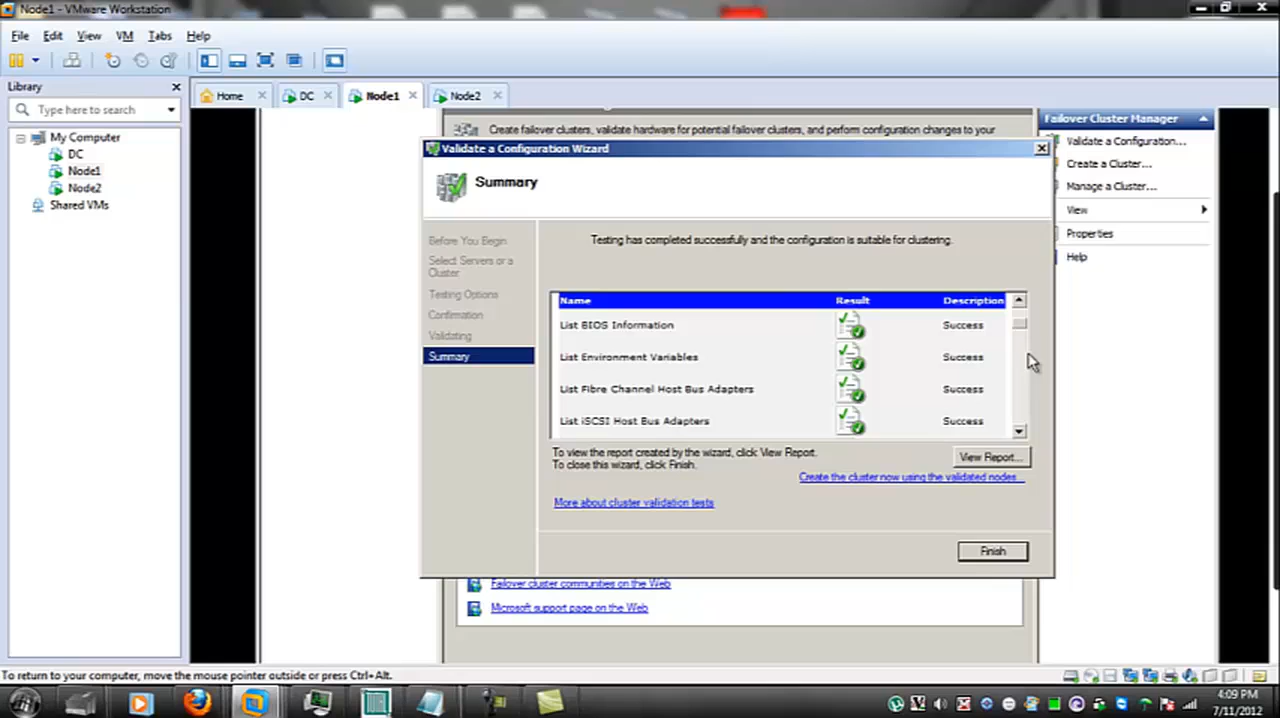 Node1 - VMware Workstation
File Edit View VM Tabs Help
Library
Type here to search
My Computer
DC
Node1
Node2
Shared VMs
Home DC Node1 Node2
Create failover clusters, validate hardware for potential failover clusters, and perform configuration changes to your
Validate a Configuration Wizard
Summary
Before You Begin
Select Servers or a
Cluster
Testing Options
Confirmation
Validating
Summary
Testing has completed successfully and the configuration is suitable for clustering.
Name Result Description
List BIOS Information Success
List Environment Variables Success
List Fibre Channel Host Bus Adapters Success
List iSCSI Host Bus Adapters Success
To view the report created by the wizard, click View Report.
To close this wizard, click Finish.
View Report...
Create the cluster now using the validated nodes...
More about cluster validation tests
Finish
Failover cluster communities on the Web
Microsoft support page on the Web
Failover Cluster Manager
Validate a Configuration...
Create a Cluster...
Manage a Cluster...
View
Properties
Help
To return to your computer, move the mouse pointer outside or press Ctrl+Alt.
4:09 PM
7/11/2012